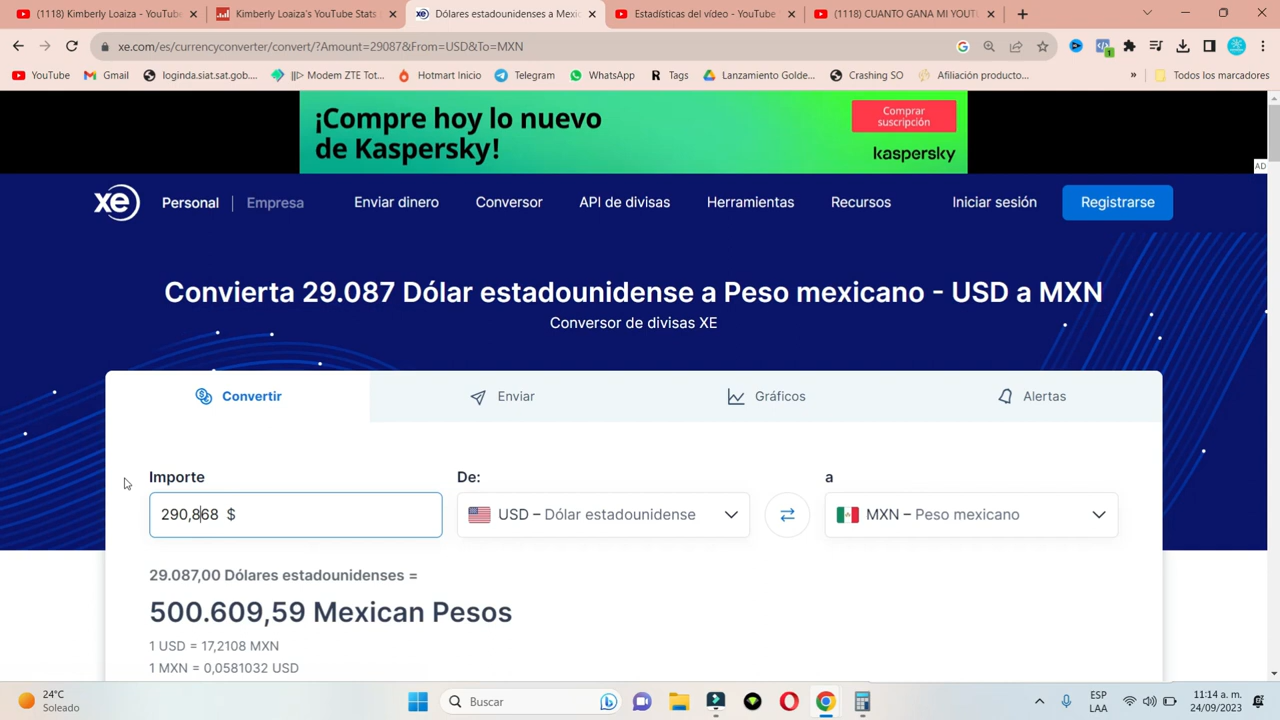 (1118) Kimberly Loaiza - YouTube
Kimberly Loaiza's YouTube Stats
Dólares estadounidenses a Mexic
Estadísticas del vídeo - YouTube
(1118) CUANTO GANA MI YOUTU
xe.com/es/currencyconverter/convert/?Amount=29087&From=USD&To=MXN
1
YouTube
Gmail
loginda.siat.sat.gob....
||▷ Modem ZTE Tot...
Hotmart Inicio
Telegram
WhatsApp
R Tags
Lanzamiento Golde...
Crashing SO
Afiliación producto...
»
Todos los marcadores
¡Compre hoy lo nuevo
de Kaspersky!
Comprar
suscripción
kaspersky
AD
xe
Personal
Empresa
Enviar dinero
Conversor
API de divisas
Herramientas
Recursos
Iniciar sesión
Registrarse
Convierta 29.087 Dólar estadounidense a Peso mexicano - USD a MXN
Conversor de divisas XE
Convertir
Enviar
Gráficos
Alertas
Importe
De:
a
290,868 $
USD – Dólar estadounidense
MXN – Peso mexicano
29.087,00 Dólares estadounidenses =
500.609,59 Mexican Pesos
1 USD = 17,2108 MXN
1 MXN = 0,0581032 USD
24°C
Soleado
Buscar
ESP
LAA
11:14 a. m.
24/09/2023